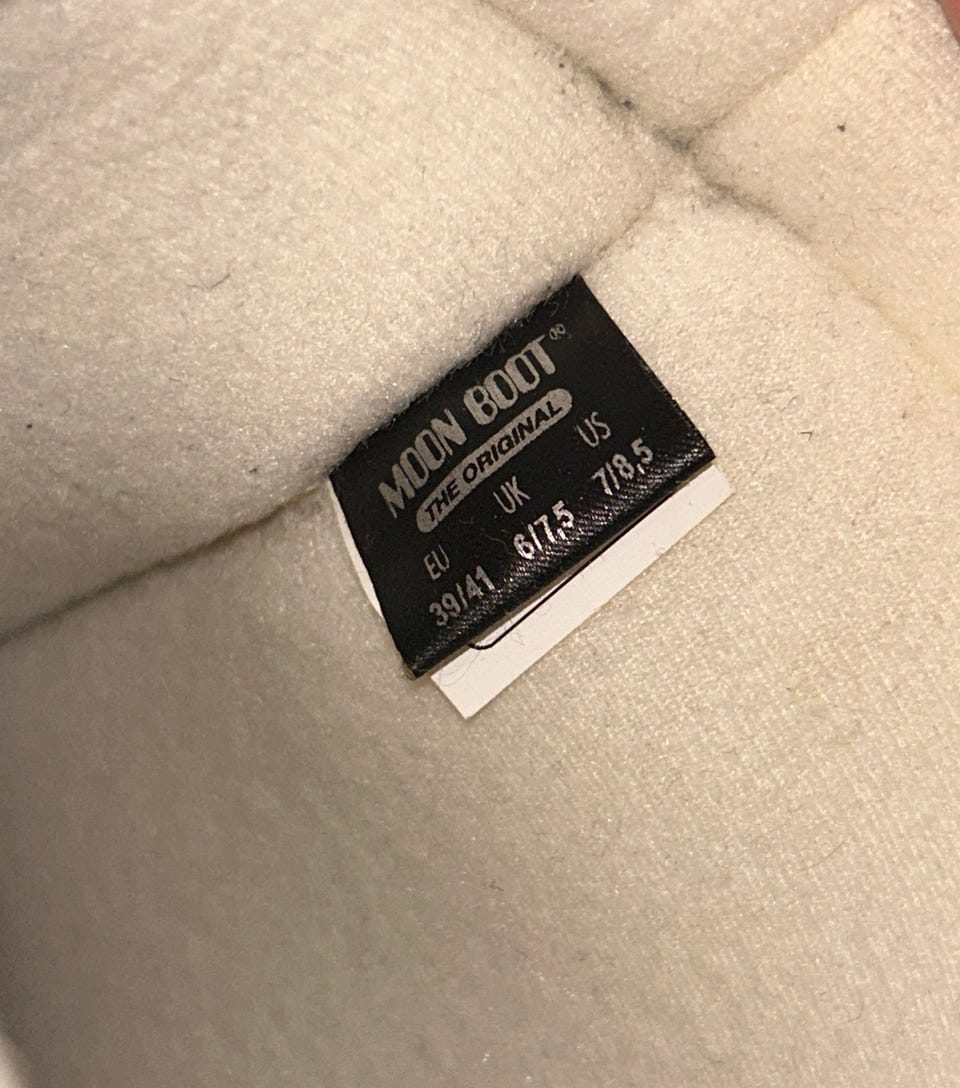 MOON BOOT®
THE ORIGINAL
EU UK US
39/41 6/7,5 7/8,5